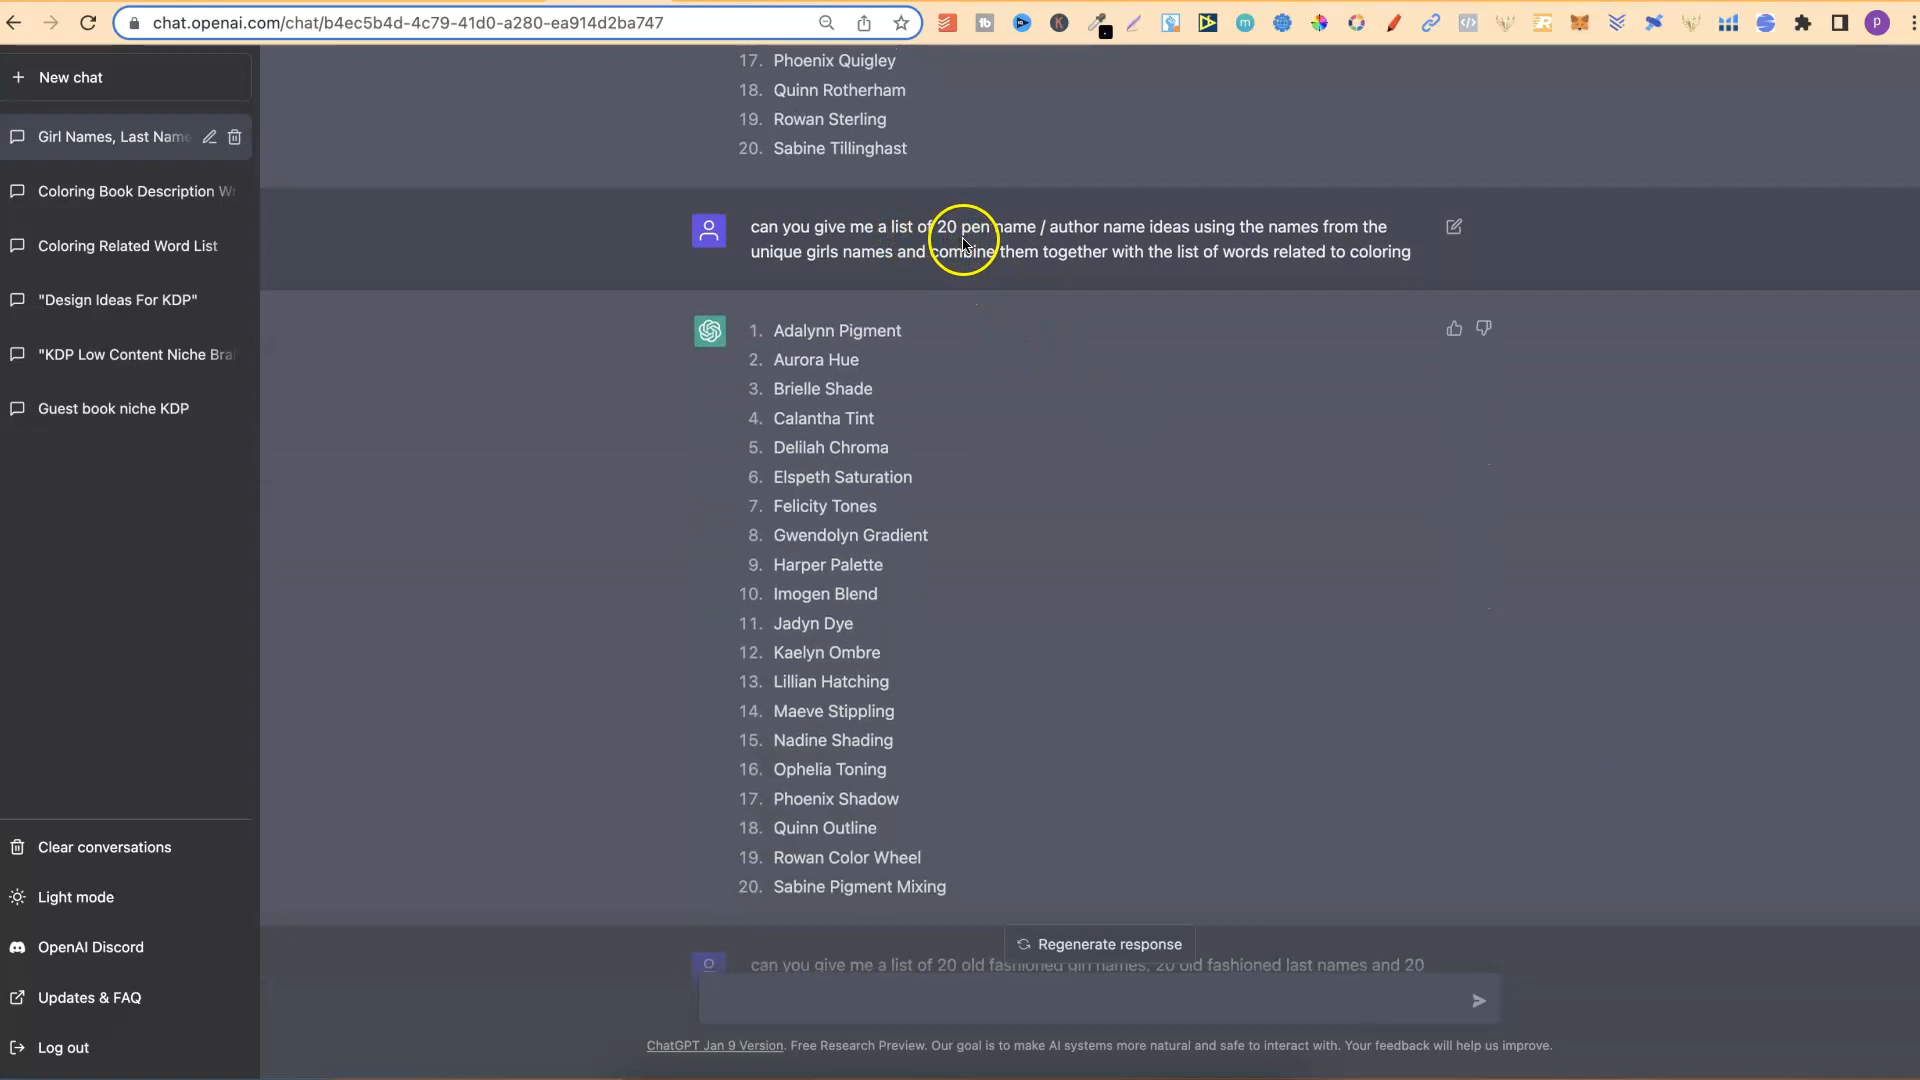 chat.openai.com/chat/b4ec5b4d-4c79-41d0-a280-ea914d2ba747
New chat
Girl Names, Last Name
Coloring Book Description Wr
Coloring Related Word List
"Design Ideas For KDP"
"KDP Low Content Niche Brai
Guest book niche KDP
Clear conversations
Light mode
OpenAI Discord
Updates & FAQ
Log out
17. Phoenix Quigley
18. Quinn Rotherham
19. Rowan Sterling
20. Sabine Tillinghast
can you give me a list of 20 pen name / author name ideas using the names from the
unique girls names and combine them together with the list of words related to coloring
1. Adalynn Pigment
2. Aurora Hue
3. Brielle Shade
4. Calantha Tint
5. Delilah Chroma
6. Elspeth Saturation
7. Felicity Tones
8. Gwendolyn Gradient
9. Harper Palette
10. Imogen Blend
11. Jadyn Dye
12. Kaelyn Ombre
13. Lillian Hatching
14. Maeve Stippling
15. Nadine Shading
16. Ophelia Toning
17. Phoenix Shadow
18. Quinn Outline
19. Rowan Color Wheel
20. Sabine Pigment Mixing
Regenerate response
can you give me a list of 20 old fashioned girl names, 20 old fashioned last names and 20
ChatGPT Jan 9 Version. Free Research Preview. Our goal is to make AI systems more natural and safe to interact with. Your feedback will help us improve.